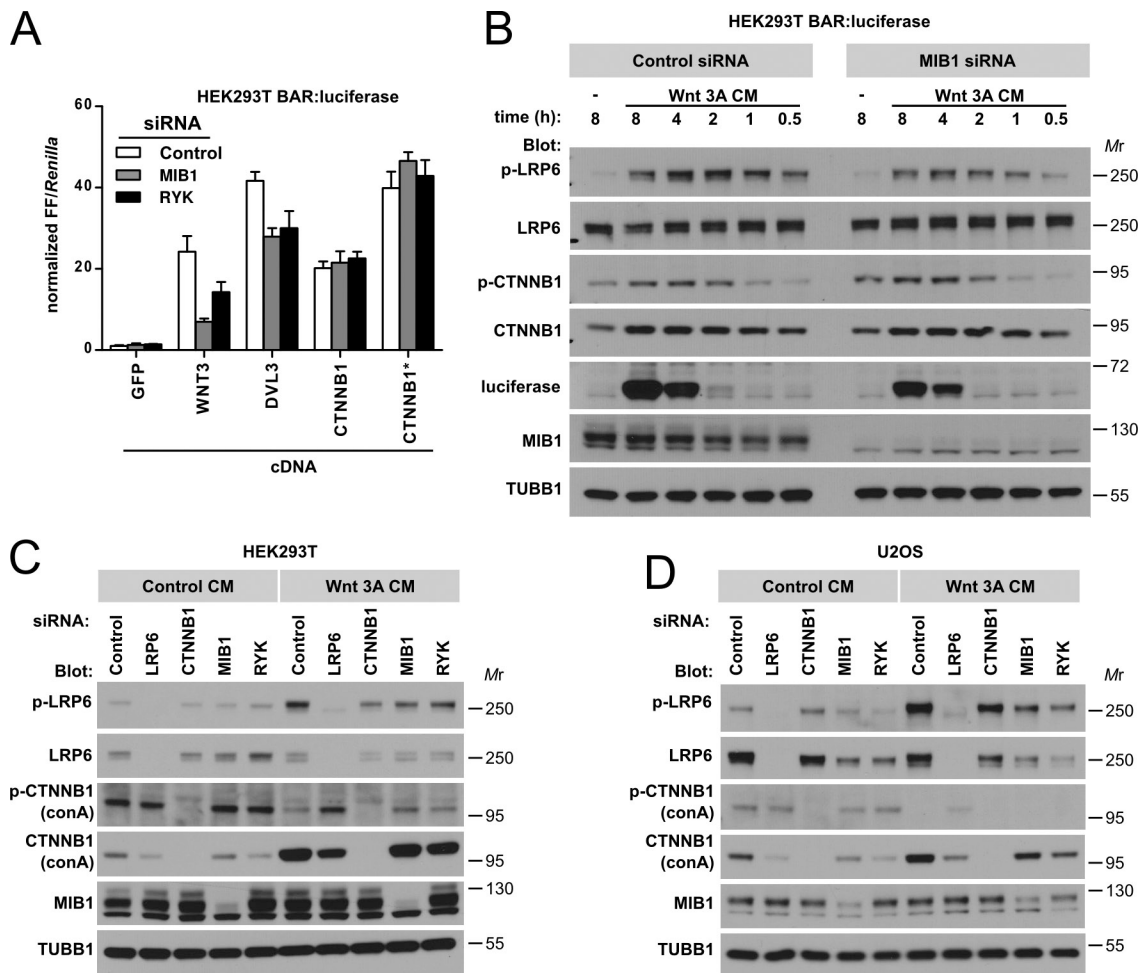 A
HEK293T BAR:luciferase
siRNA
Control
MIB1
RYK
normalized FF/Renilla
60
40
20
0
GFP
WNT3
DVL3
CTNNB1
CTNNB1*
cDNA
B
HEK293T BAR:luciferase
Control siRNA MIB1 siRNA
- Wnt 3A CM - Wnt 3A CM
time (h): 8 8 4 2 1 0.5 8 8 4 2 1 0.5
Blot: Mr
p-LRP6 250
LRP6 250
p-CTNNB1 95
CTNNB1 95
luciferase 72
MIB1 130
TUBB1 55
C
HEK293T
Control CM Wnt 3A CM
siRNA: Control LRP6 CTNNB1 MIB1 RYK Control LRP6 CTNNB1 MIB1 RYK
Blot: Mr
p-LRP6 250
LRP6 250
p-CTNNB1
(conA) 95
CTNNB1
(conA) 95
MIB1 130
TUBB1 55
D
U2OS
Control CM Wnt 3A CM
siRNA: Control LRP6 CTNNB1 MIB1 RYK Control LRP6 CTNNB1 MIB1 RYK
Blot: Mr
p-LRP6 250
LRP6 250
p-CTNNB1
(conA) 95
CTNNB1
(conA) 95
MIB1 130
TUBB1 55